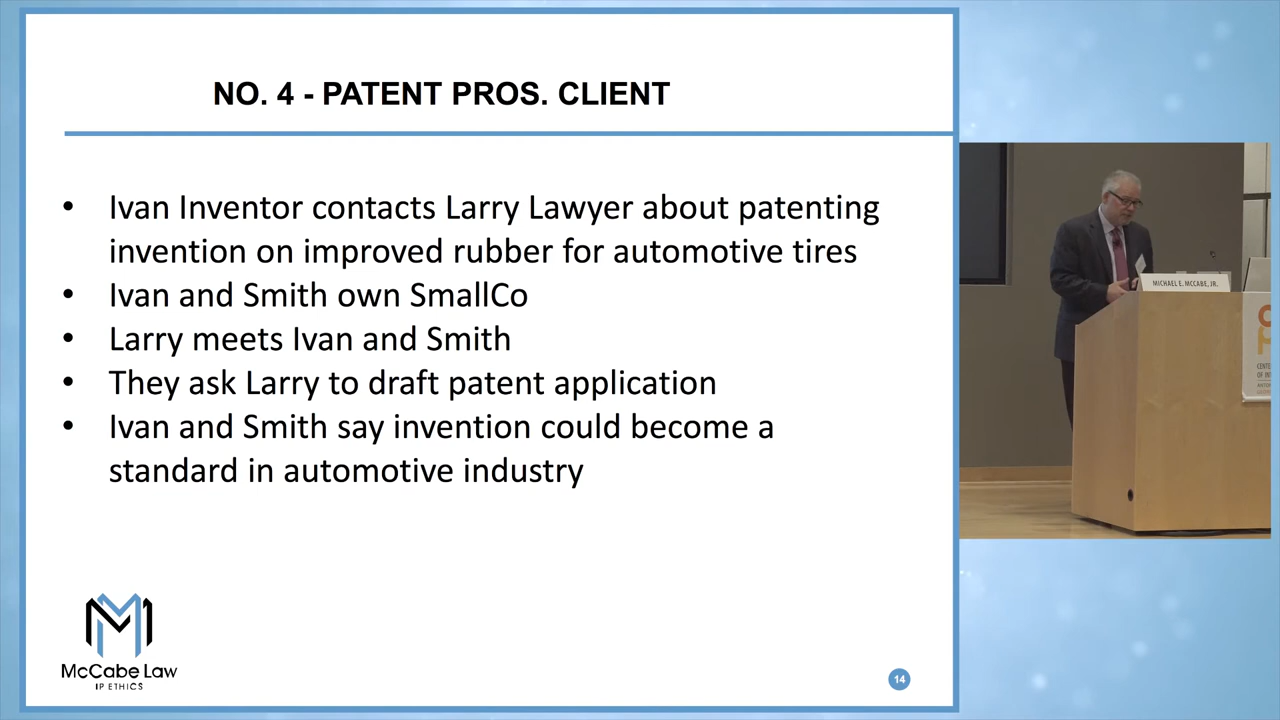 NO. 4 - PATENT PROS. CLIENT
• Ivan Inventor contacts Larry Lawyer about patenting
invention on improved rubber for automotive tires
• Ivan and Smith own SmallCo
• Larry meets Ivan and Smith
• They ask Larry to draft patent application
• Ivan and Smith say invention could become a
standard in automotive industry
McCabe Law
IP ETHICS
14
MICHAEL E. MCCABE, JR.